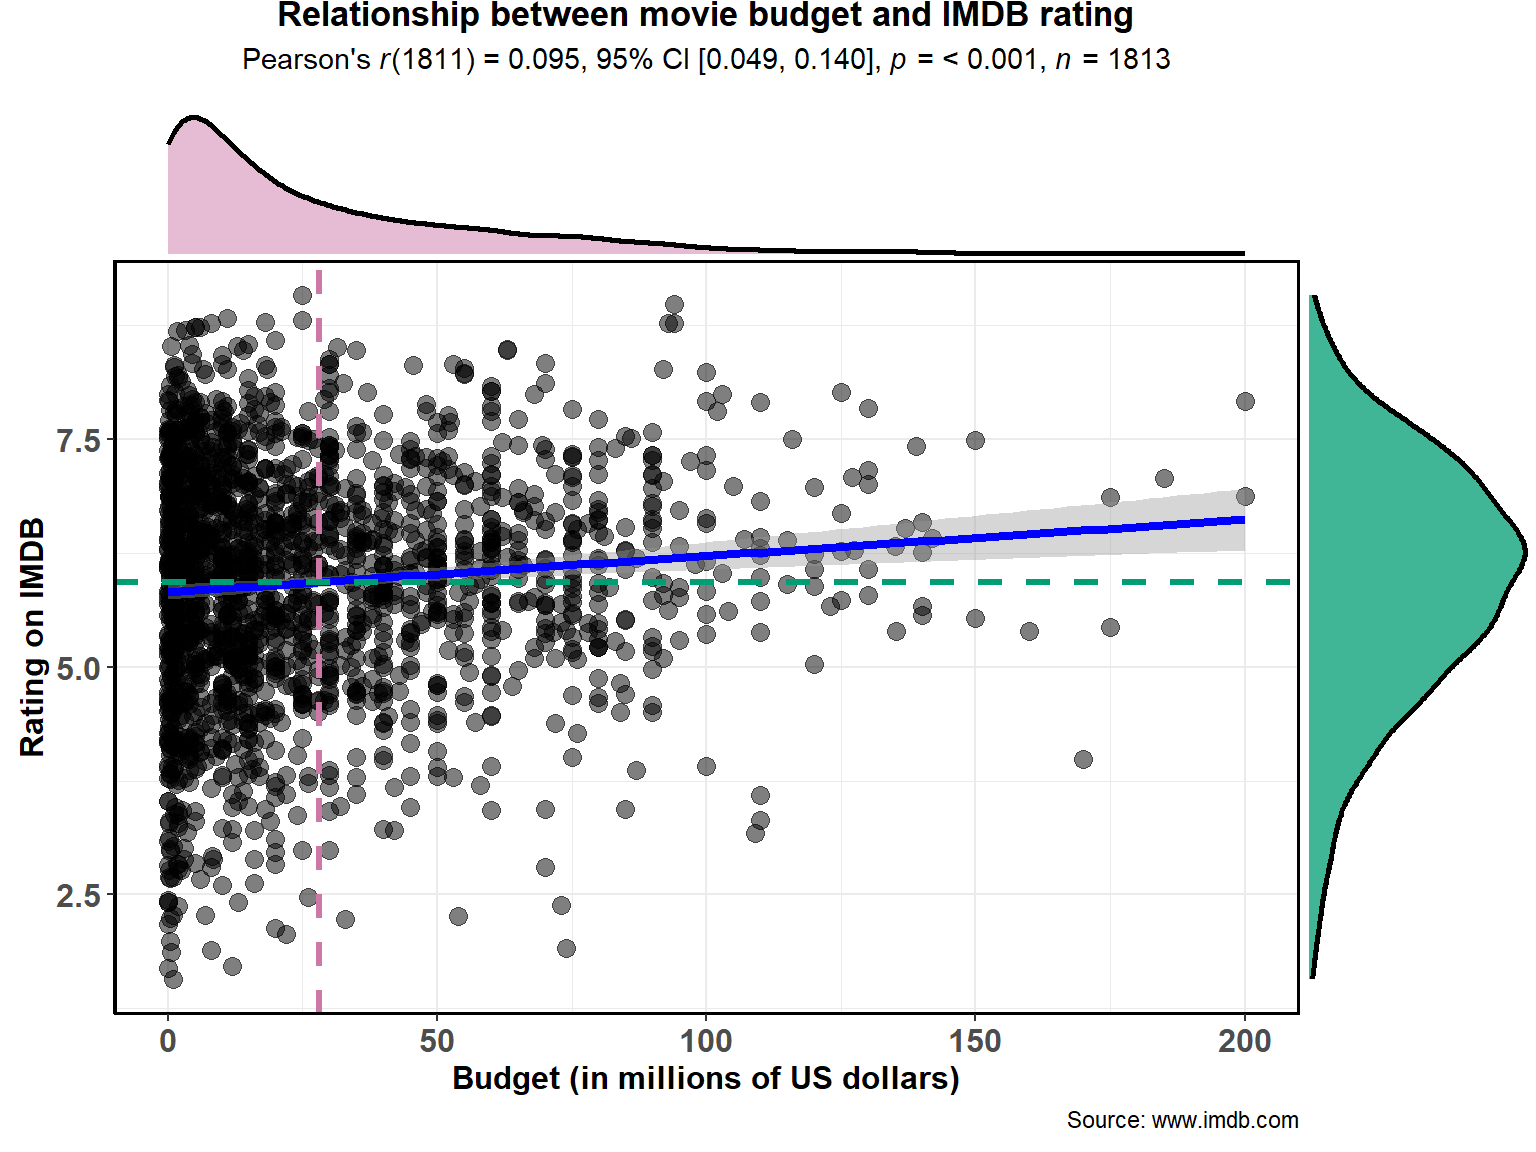 Relationship between movie budget and IMDB rating
Pearson's r(1811) = 0.095, 95% CI [0.049, 0.140], p = < 0.001, n = 1813
7.5
5.0
2.5
Rating on IMDB
0 50 100 150 200
Budget (in millions of US dollars)
Source: www.imdb.com